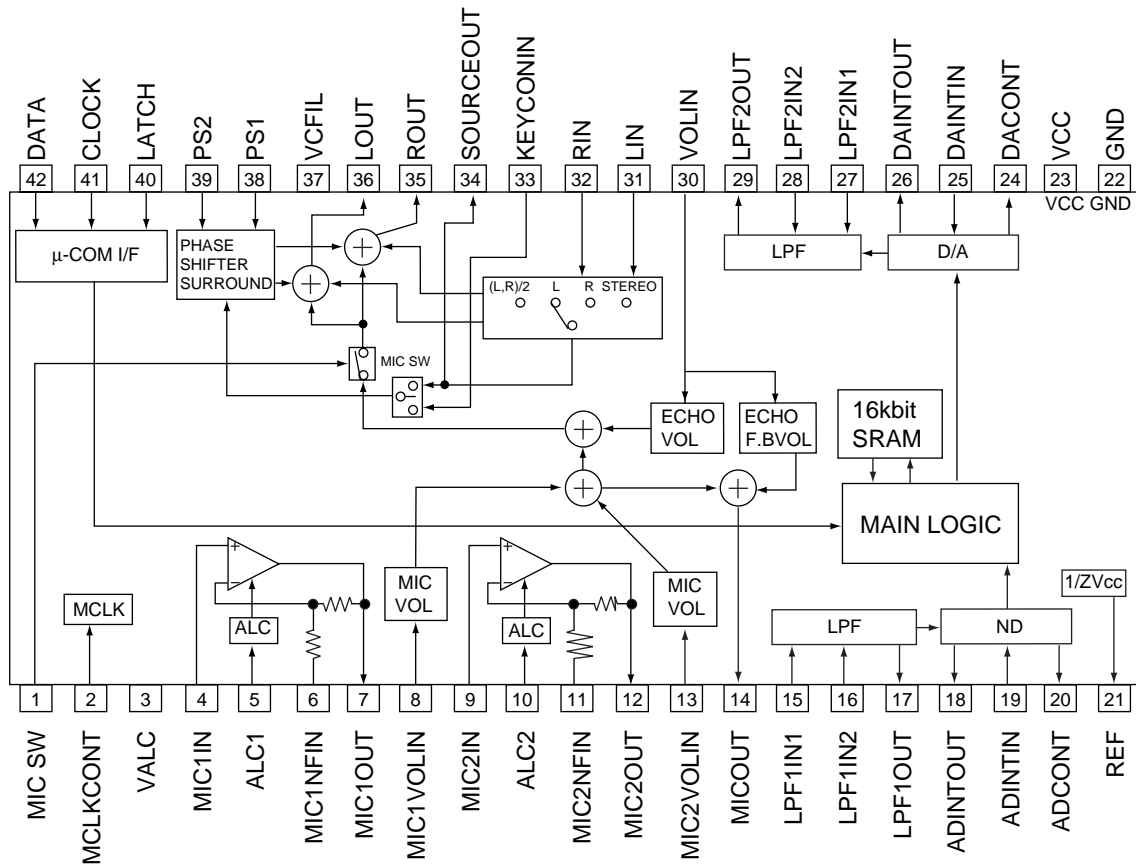 DATA
CLOCK
LATCH
PS2
PS1
VCFIL
LOUT
ROUT
SOURCEOUT
KEYCONIN
RIN
LIN
VOLIN
LPF2OUT
LPF2IN2
LPF2IN1
DAINTOUT
DAINTIN
DACONT
VCC
GND
42 41 40 39 38 37 36 35 34 33 32 31 30 29 28 27 26 25 24 23 22
VCC GND
μ-COM I/F
PHASE
SHIFTER
SURROUND
+
+
(L,R)/2 L R STEREO
LPF
D/A
MIC SW
ECHO
VOL
ECHO
F.BVOL
16kbit
SRAM
+
+
+
MAIN LOGIC
MCLK
+
−
ALC
MIC
VOL
+
−
ALC
MIC
VOL
LPF
ND
1/ZVcc
1 2 3 4 5 6 7 8 9 10 11 12 13 14 15 16 17 18 19 20 21
MIC SW
MCLKCONT
VALC
MIC1IN
ALC1
MIC1NFIN
MIC1OUT
MIC1VOLIN
MIC2IN
ALC2
MIC2NFIN
MIC2OUT
MIC2VOLIN
MICOUT
LPF1IN1
LPF1IN2
LPF1OUT
ADINTOUT
ADINTIN
ADCONT
REF